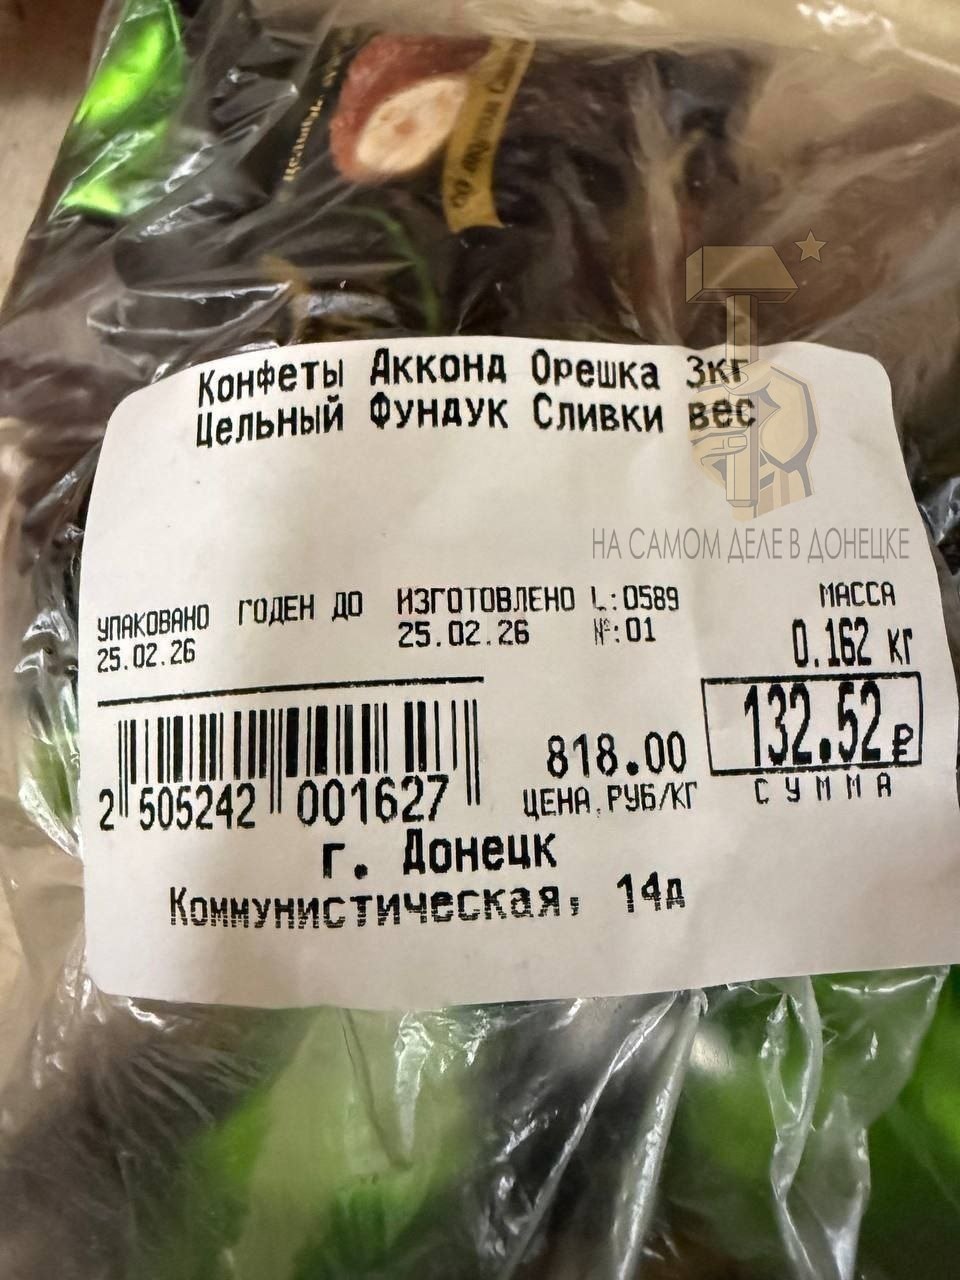 Конфеты Акконд Орешка 3кг
Цельный Фундук Сливки вес
НА САМОМ ДЕЛЕ В ДОНЕЦКЕ
УПАКОВАНО ГОДЕН ДО ИЗГОТОВЛЕНО L:0589 МАССА
25.02.26 25.02.26 №:01 0.162 кг
132.52 ₽
818.00
ЦЕНА,РУБ/КГ СУММА
2 505242 001627
г. Донецк
Коммунистическая, 14д